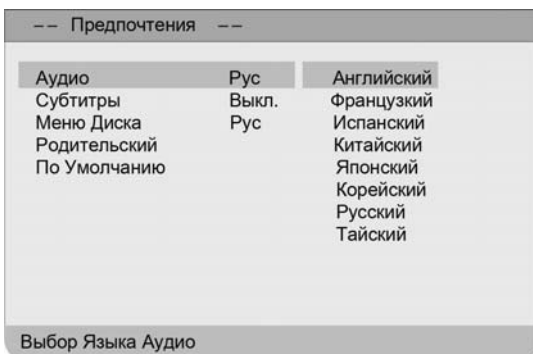 -- Предпочтения --
Аудио Рус Английский
Субтитры Выкл. Французкий
Меню Диска Рус Испанский
Родительский Китайский
По Умолчанию Японский
Корейский
Русский
Тайский
Выбор Языка Аудио